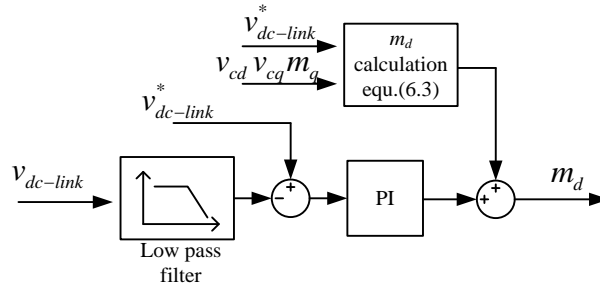 v*dc−link
md
calculation
equ.(6.3)
vcd vcq mq
v*dc−link
+
−
vdc−link
PI
+
+
md
Low pass
filter